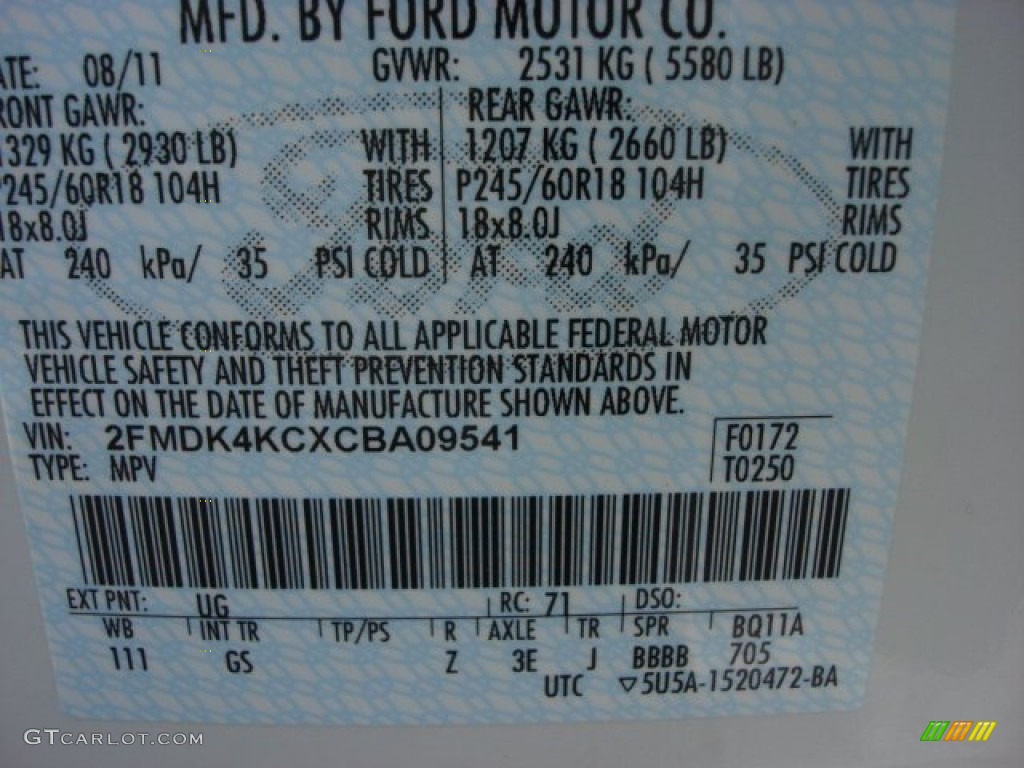 MFD. BY FORD MOTOR CO.
ATE: 08/11 GVWR: 2531 KG ( 5580 LB)
RONT GAWR: REAR GAWR:
1329 KG ( 2930 LB) WITH 1207 KG ( 2660 LB) WITH
P245/60R18 104H TIRES P245/60R18 104H TIRES
18x8.0J RIMS 18x8.0J RIMS
AT 240 kPa/ 35 PSI COLD AT 240 kPa/ 35 PSI COLD
Ford
THIS VEHICLE CONFORMS TO ALL APPLICABLE FEDERAL MOTOR
VEHICLE SAFETY AND THEFT PREVENTION STANDARDS IN
EFFECT ON THE DATE OF MANUFACTURE SHOWN ABOVE.
VIN: 2FMDK4KCXCBA09541 F0172
TYPE: MPV T0250
EXT PNT: UG RC: 71 DSO:
WB INT TR TP/PS R AXLE TR SPR BQ11A
111 GS Z 3E J BBBB 705
UTC ▽5U5A-1520472-BA
GTCARLOT.COM